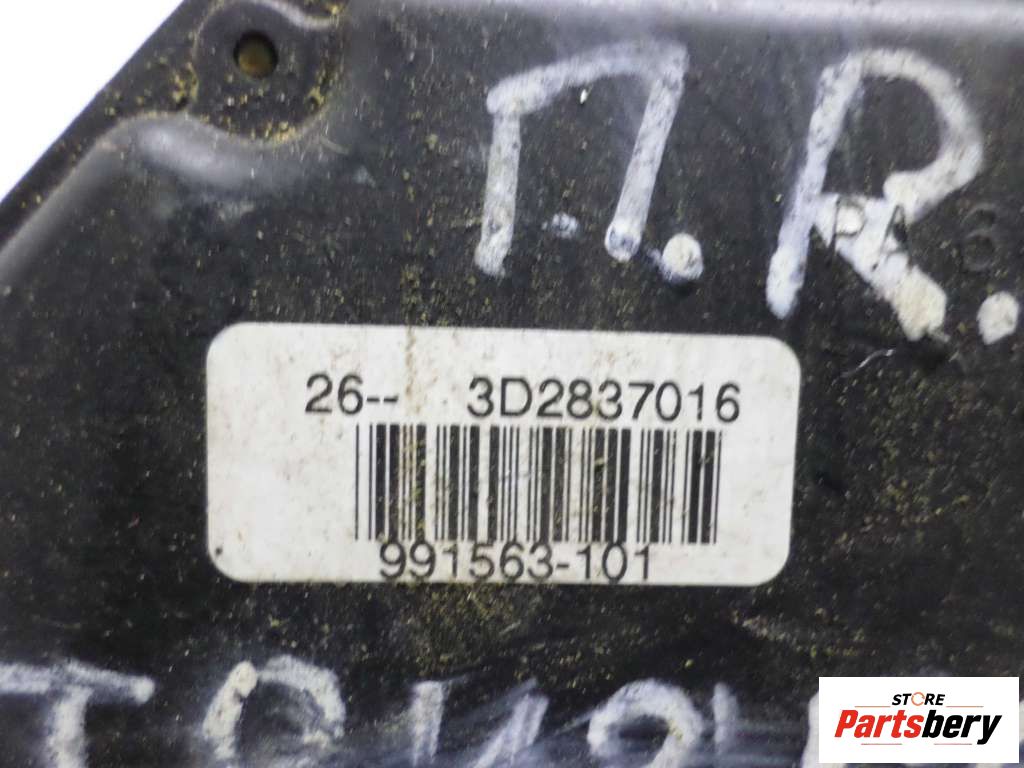 П.R.
26-- 3D2837016
991563-101
STORE
Partsbery